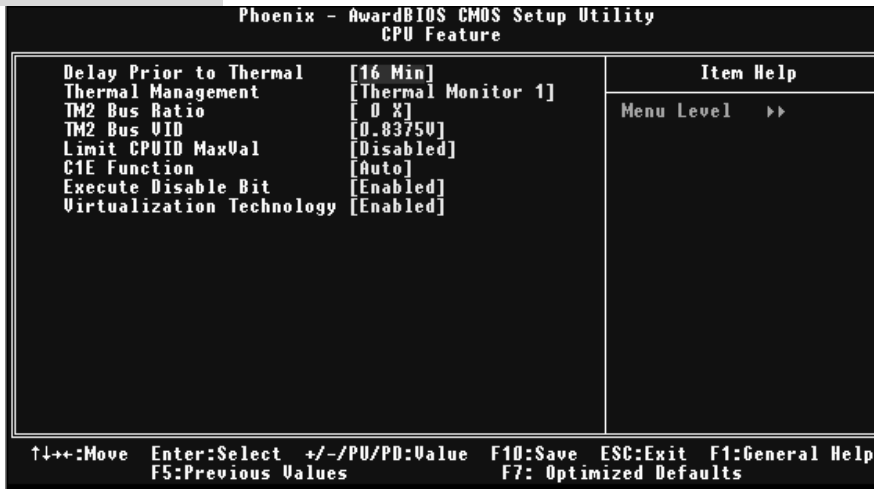 Phoenix - AwardBIOS CMOS Setup Utility
CPU Feature
Delay Prior to Thermal [16 Min]
Thermal Management [Thermal Monitor 1]
TM2 Bus Ratio [ 0 X]
TM2 Bus VID [0.8375V]
Limit CPUID MaxVal [Disabled]
C1E Function [Auto]
Execute Disable Bit [Enabled]
Virtualization Technology [Enabled]
Item Help
Menu Level ▸▸
↑↓→←:Move Enter:Select +/-/PU/PD:Value F10:Save ESC:Exit F1:General Help
F5:Previous Values F7: Optimized Defaults